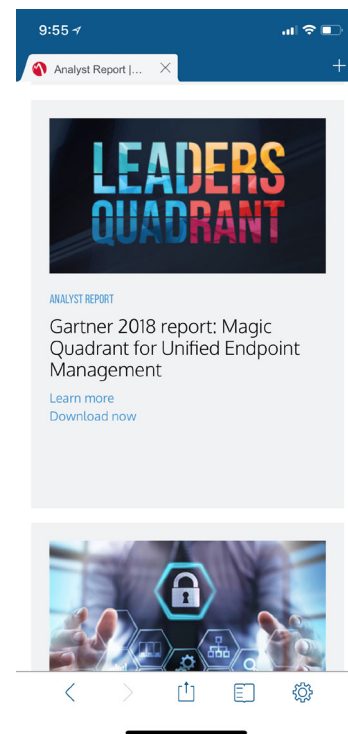 9:55
Analyst Report |...
LEADERS
QUADRANT
ANALYST REPORT
Gartner 2018 report: Magic
Quadrant for Unified Endpoint
Management
Learn more
Download now